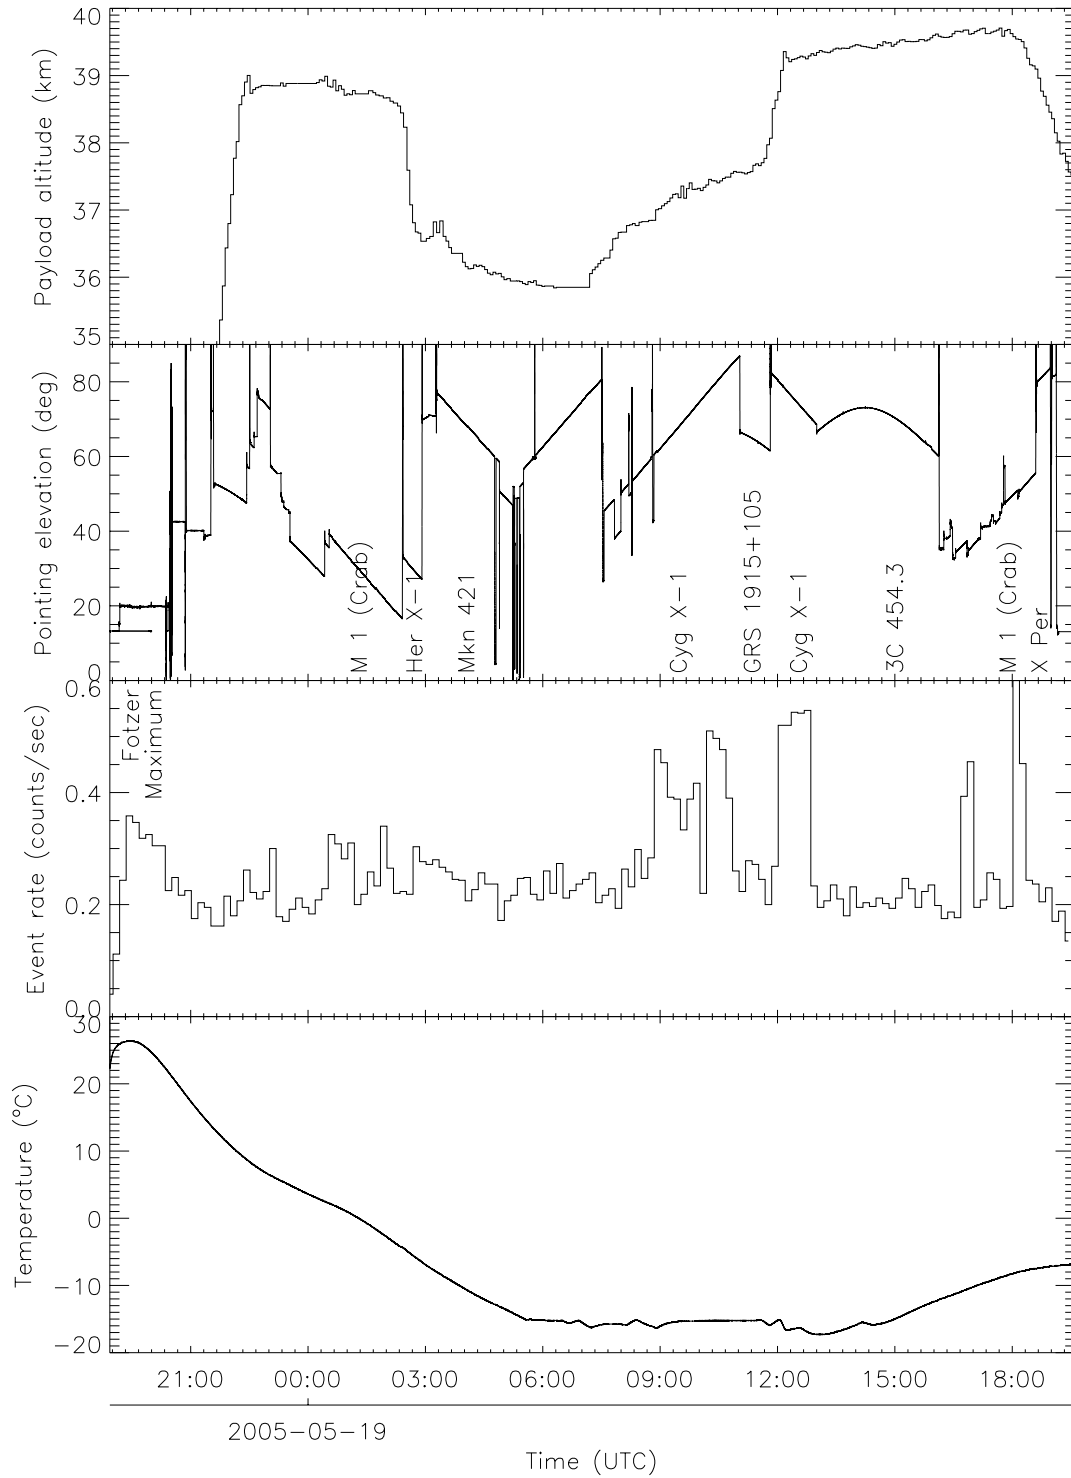 40
39
38
37
36
35
Payload altitude (km)
80
60
40
20
0
Pointing elevation (deg)
M 1 (Crab)
Her X-1
Mkn 421
Cyg X-1
GRS 1915+105
Cyg X-1
3C 454.3
M 1 (Crab)
X Per
0.6
0.4
0.2
0.0
Event rate (counts/sec)
Fotzer
Maximum
30
20
10
0
-10
-20
Temperature (°C)
21:00 00:00 03:00 06:00 09:00 12:00 15:00 18:00
2005-05-19
Time (UTC)